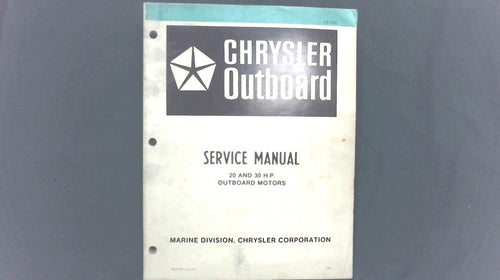 CHRYSLER
Outboard
SERVICE MANUAL
20 AND 30 H.P.
OUTBOARD MOTORS
MARINE DIVISION, CHRYSLER CORPORATION